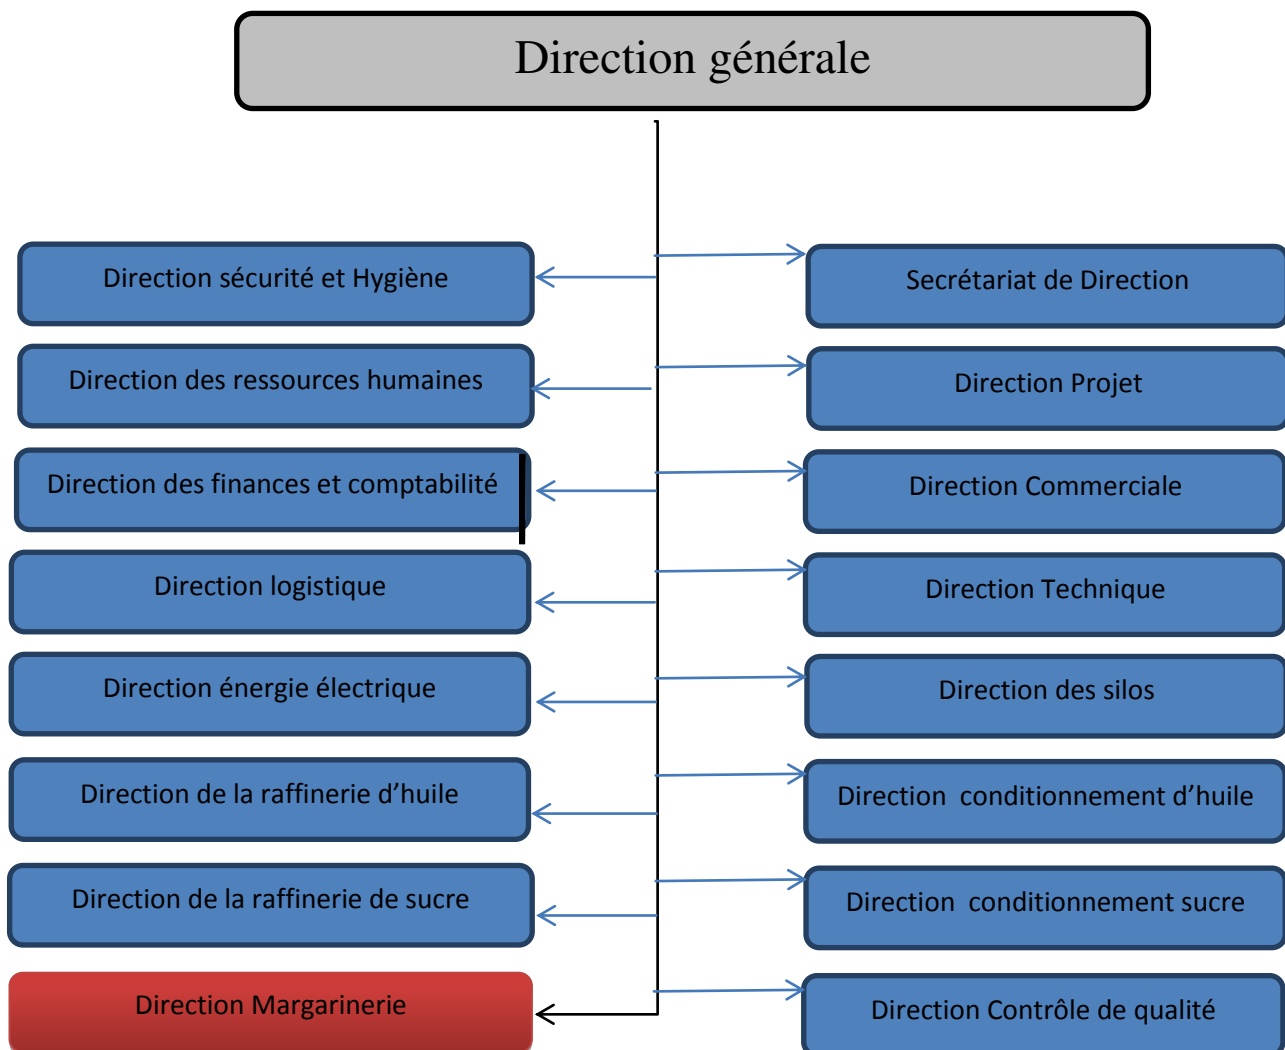 Direction générale
Direction sécurité et Hygiène
Secrétariat de Direction
Direction des ressources humaines
Direction Projet
Direction des finances et comptabilité
Direction Commerciale
Direction logistique
Direction Technique
Direction énergie électrique
Direction des silos
Direction de la raffinerie d’huile
Direction  conditionnement d’huile
Direction de la raffinerie de sucre
Direction  conditionnement sucre
Direction Margarinerie
Direction Contrôle de qualité